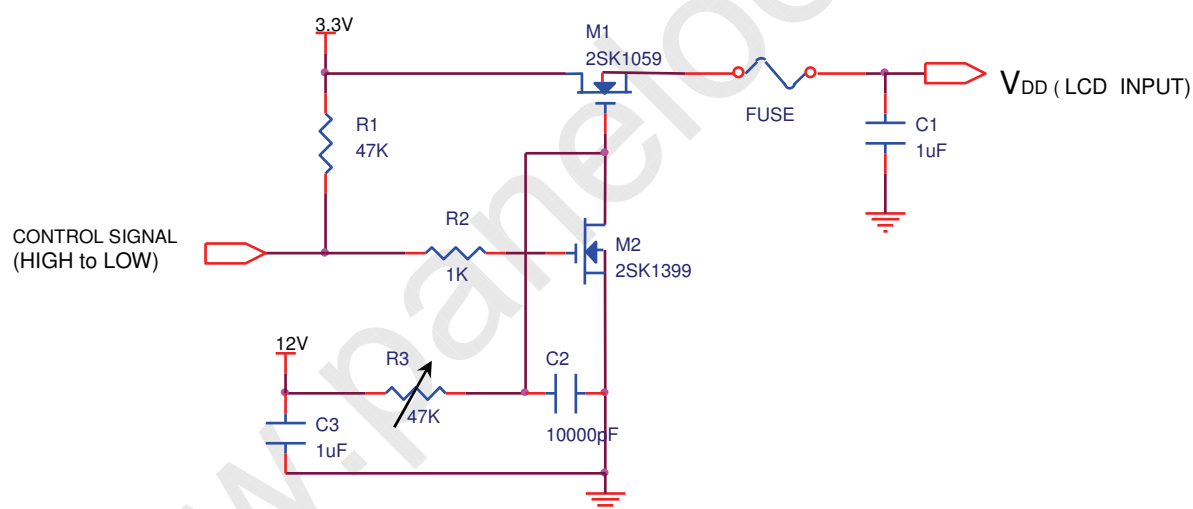 3.3V
M1
2SK1059
FUSE
VDD ( LCD INPUT)
R1
47K
C1
1uF
CONTROL SIGNAL
(HIGH to LOW)
R2
1K
M2
2SK1399
12V
R3
47K
C2
10000pF
C3
1uF
w.paneloo